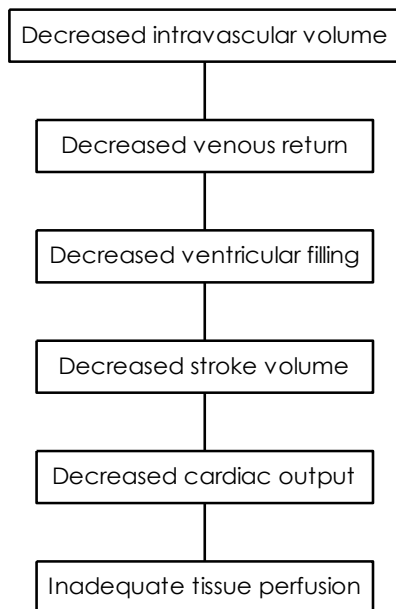 Decreased intravascular volume
Decreased venous return
Decreased ventricular filling
Decreased stroke volume
Decreased cardiac output
Inadequate tissue perfusion